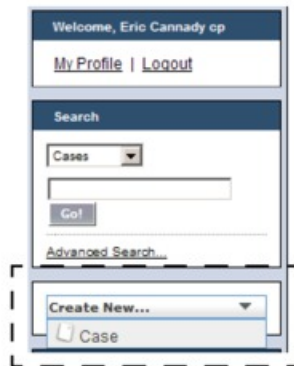 Welcome, Eric Cannady cp
My Profile | Logout
Search
Cases
Go!
Advanced Search...
Create New...
Case